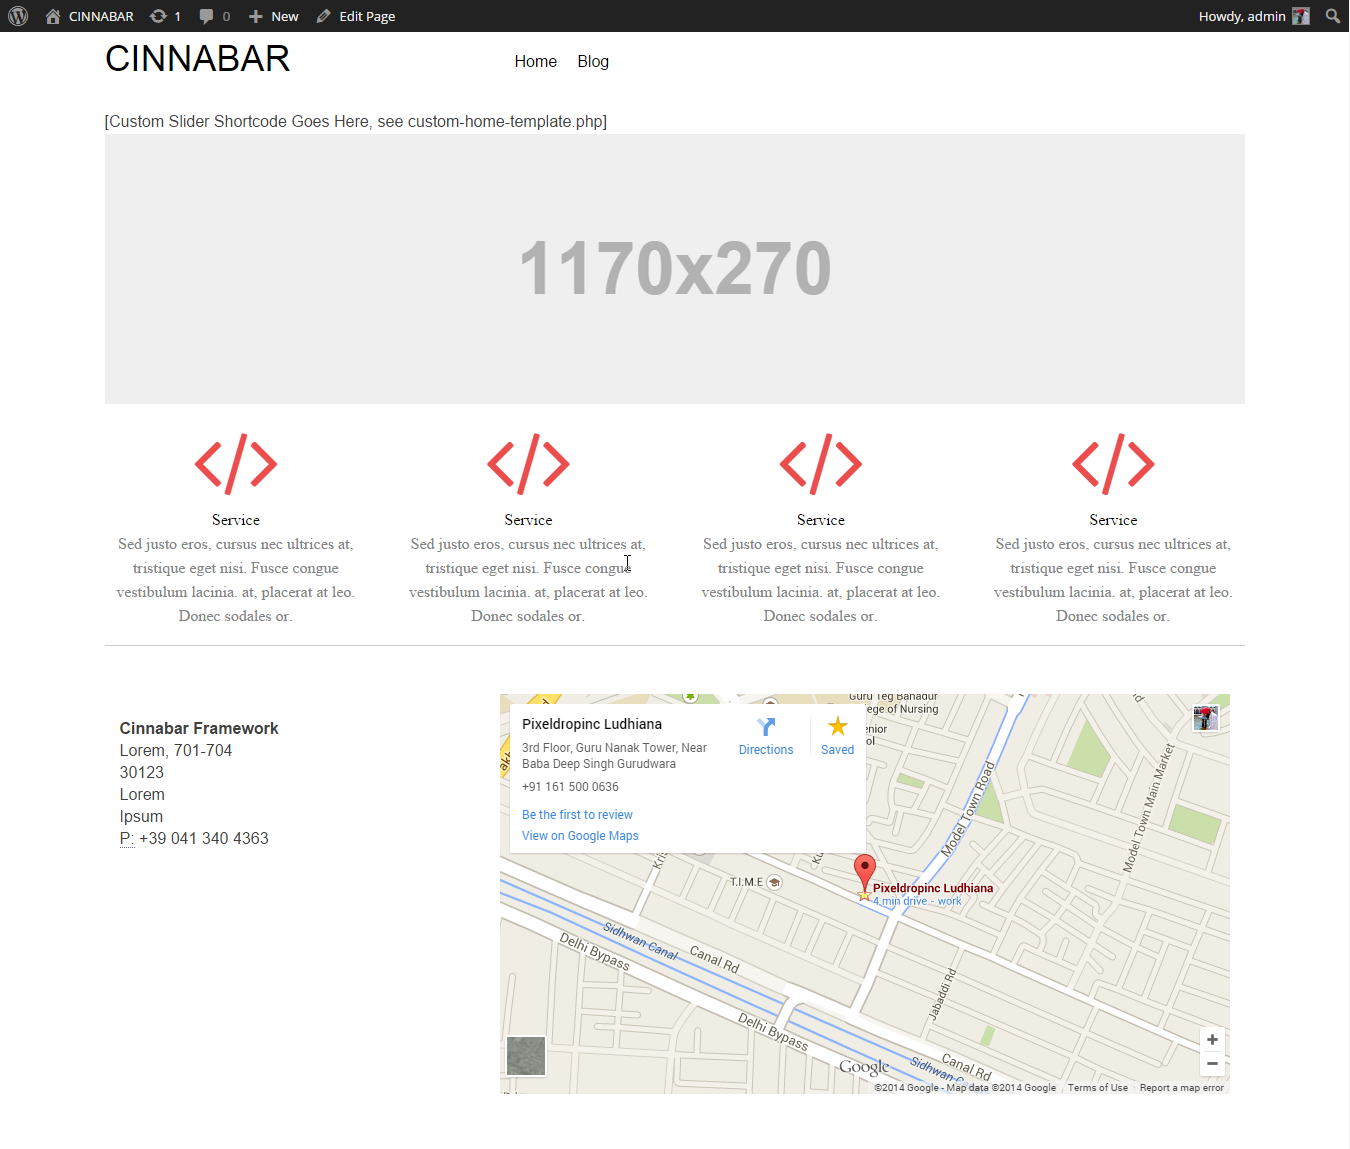 CINNABAR 1 0 New Edit Page Howdy, admin
CINNABAR Home Blog
[Custom Slider Shortcode Goes Here, see custom-home-template.php]
1170x270
</> </> </> </>
Service Service Service Service
Sed justo eros, cursus nec ultrices at, Sed justo eros, cursus nec ultrices at, Sed justo eros, cursus nec ultrices at, Sed justo eros, cursus nec ultrices at,
tristique eget nisi. Fusce congue tristique eget nisi. Fusce congue tristique eget nisi. Fusce congue tristique eget nisi. Fusce congue
vestibulum lacinia. at, placerat at leo. vestibulum lacinia. at, placerat at leo. vestibulum lacinia. at, placerat at leo. vestibulum lacinia. at, placerat at leo.
Donec sodales or. Donec sodales or. Donec sodales or. Donec sodales or.
Cinnabar Framework
Lorem, 701-704
30123
Lorem
Ipsum
P: +39 041 340 4363
Pixeldropinc Ludhiana
3rd Floor, Guru Nanak Tower, Near
Baba Deep Singh Gurudwara
+91 161 500 0636
Be the first to review
View on Google Maps
Directions
Saved
Guru Teg Bahadur
ege of Nursing
nior
ol
Model Town Road
Model Town Main Market
T.I.M.E
Pixeldropinc Ludhiana
4 min drive - work
Sidhwan Canal
Canal Rd
Delhi Bypass
Jabaddi Rd
Delhi Bypass
Canal Rd
Sidhwan C
Google
©2014 Google - Map data ©2014 Google Terms of Use Report a map error